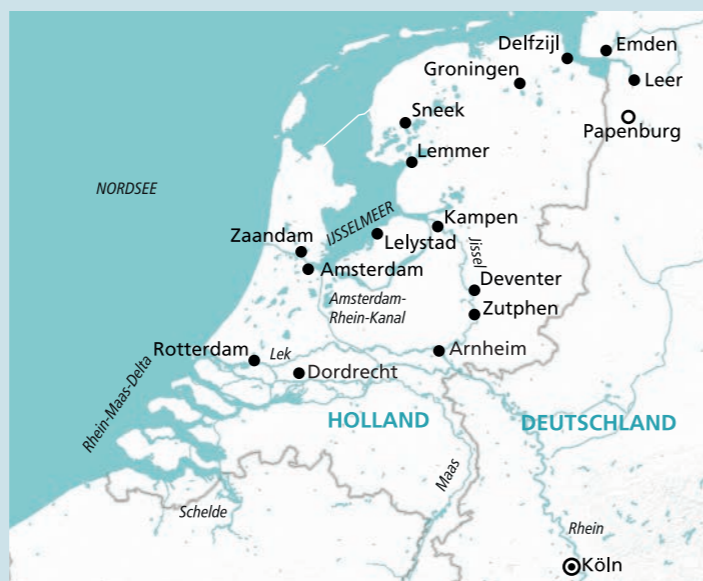 Delfzijl
Emden
Groningen
Leer
Sneek
Papenburg
Lemmer
NORDSEE
Kampen
IJSSELMEER
Zaandam
Lelystad
Ijssel
Amsterdam
Deventer
Amsterdam-
Rhein-Kanal
Zutphen
Rotterdam
Lek
Arnheim
Dordrecht
Rhein-Maas-Delta
HOLLAND
DEUTSCHLAND
Maas
Schelde
Rhein
Köln